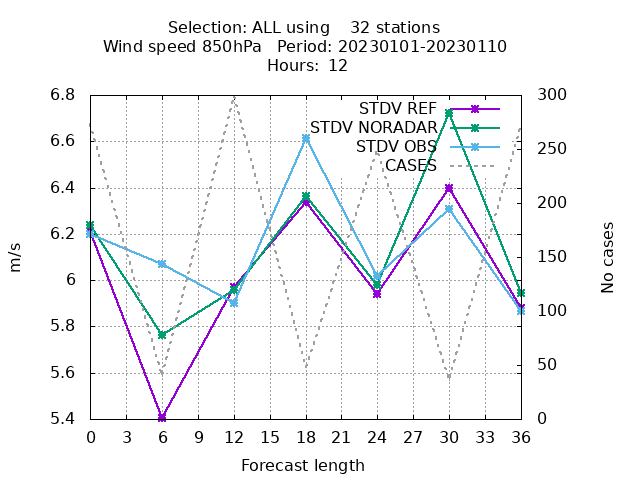 Selection: ALL using    32 stations
Wind speed 850hPa   Period: 20230101-20230110
Hours:  12
6.8
6.6
6.4
6.2
6
5.8
5.6
5.4
m/s
STDV REF
STDV NORADAR
STDV OBS
CASES
300
250
200
150
100
50
0
No cases
0 3 6 9 12 15 18 21 24 27 30 33 36
Forecast length